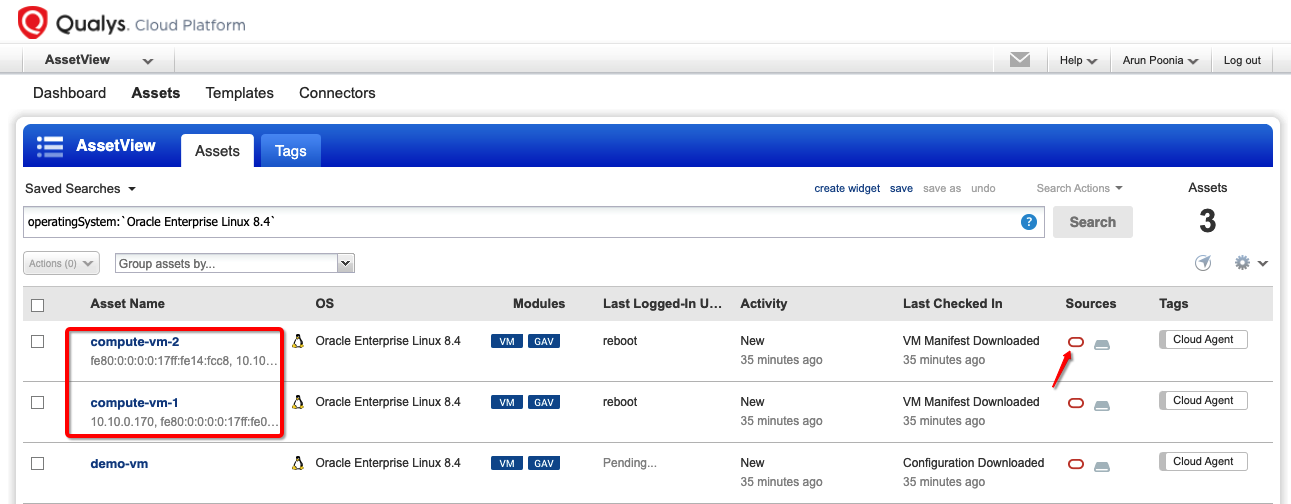 Qualys. Cloud Platform
AssetView
Help
Arun Poonia
Log out
Dashboard Assets Templates Connectors
AssetView Assets Tags
Saved Searches create widget save save as undo Search Actions Assets
operatingSystem:`Oracle Enterprise Linux 8.4` ? Search 3
Actions (0) Group assets by...
Asset Name OS Modules Last Logged-In U... Activity Last Checked In Sources Tags
compute-vm-2 Oracle Enterprise Linux 8.4 VM GAV reboot New VM Manifest Downloaded Cloud Agent
fe80:0:0:0:0:17ff:fe14:fcc8, 10.10... 35 minutes ago 35 minutes ago
compute-vm-1 Oracle Enterprise Linux 8.4 VM GAV reboot New VM Manifest Downloaded Cloud Agent
10.10.0.170, fe80:0:0:0:0:17ff:fe0... 35 minutes ago 35 minutes ago
demo-vm Oracle Enterprise Linux 8.4 VM GAV Pending... New Configuration Downloaded Cloud Agent
35 minutes ago 35 minutes ago